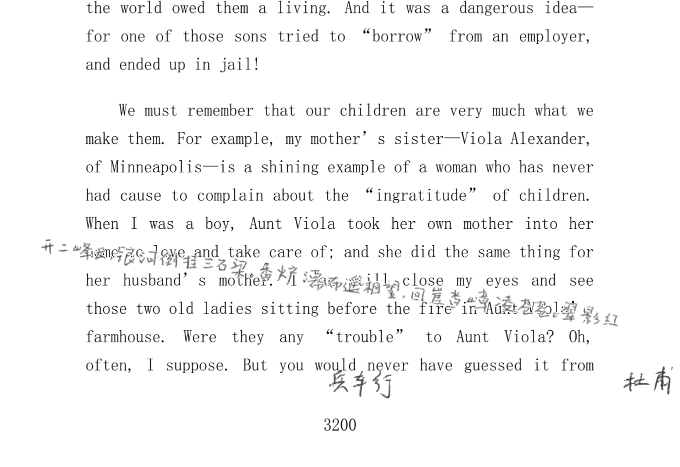 the world owed them a living. And it was a dangerous idea—
for one of those sons tried to “borrow” from an employer,
and ended up in jail!
We must remember that our children are very much what we
make them. For example, my mother’s sister—Viola Alexander,
of Minneapolis—is a shining example of a woman who has never
had cause to complain about the “ingratitude” of children.
When I was a boy, Aunt Viola took her own mother into her
love and take care of; and she did the same thing for
her husband’s mother. close my eyes and see
those two old ladies sitting before the fire in Aunt Viola’s
farmhouse. Were they any “trouble” to Aunt Viola? Oh,
often, I suppose. But you would never have guessed it from
开二峰西,银河倒挂三石梁。香炕瀑布遥相望,回崖沓嶂凌苍苍。翠影红
兵车行
杜甫
3200